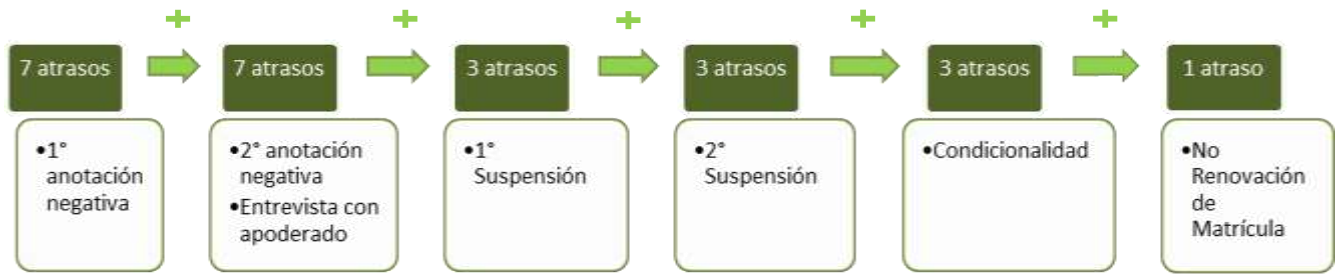 + + + + +
7 atrasos
7 atrasos
3 atrasos
3 atrasos
3 atrasos
1 atraso
•1°
anotación
negativa
•2° anotación
negativa
•Entrevista con
apoderado
•1°
Suspensión
•2°
Suspensión
•Condicionalidad
•No
Renovación
de
Matrícula